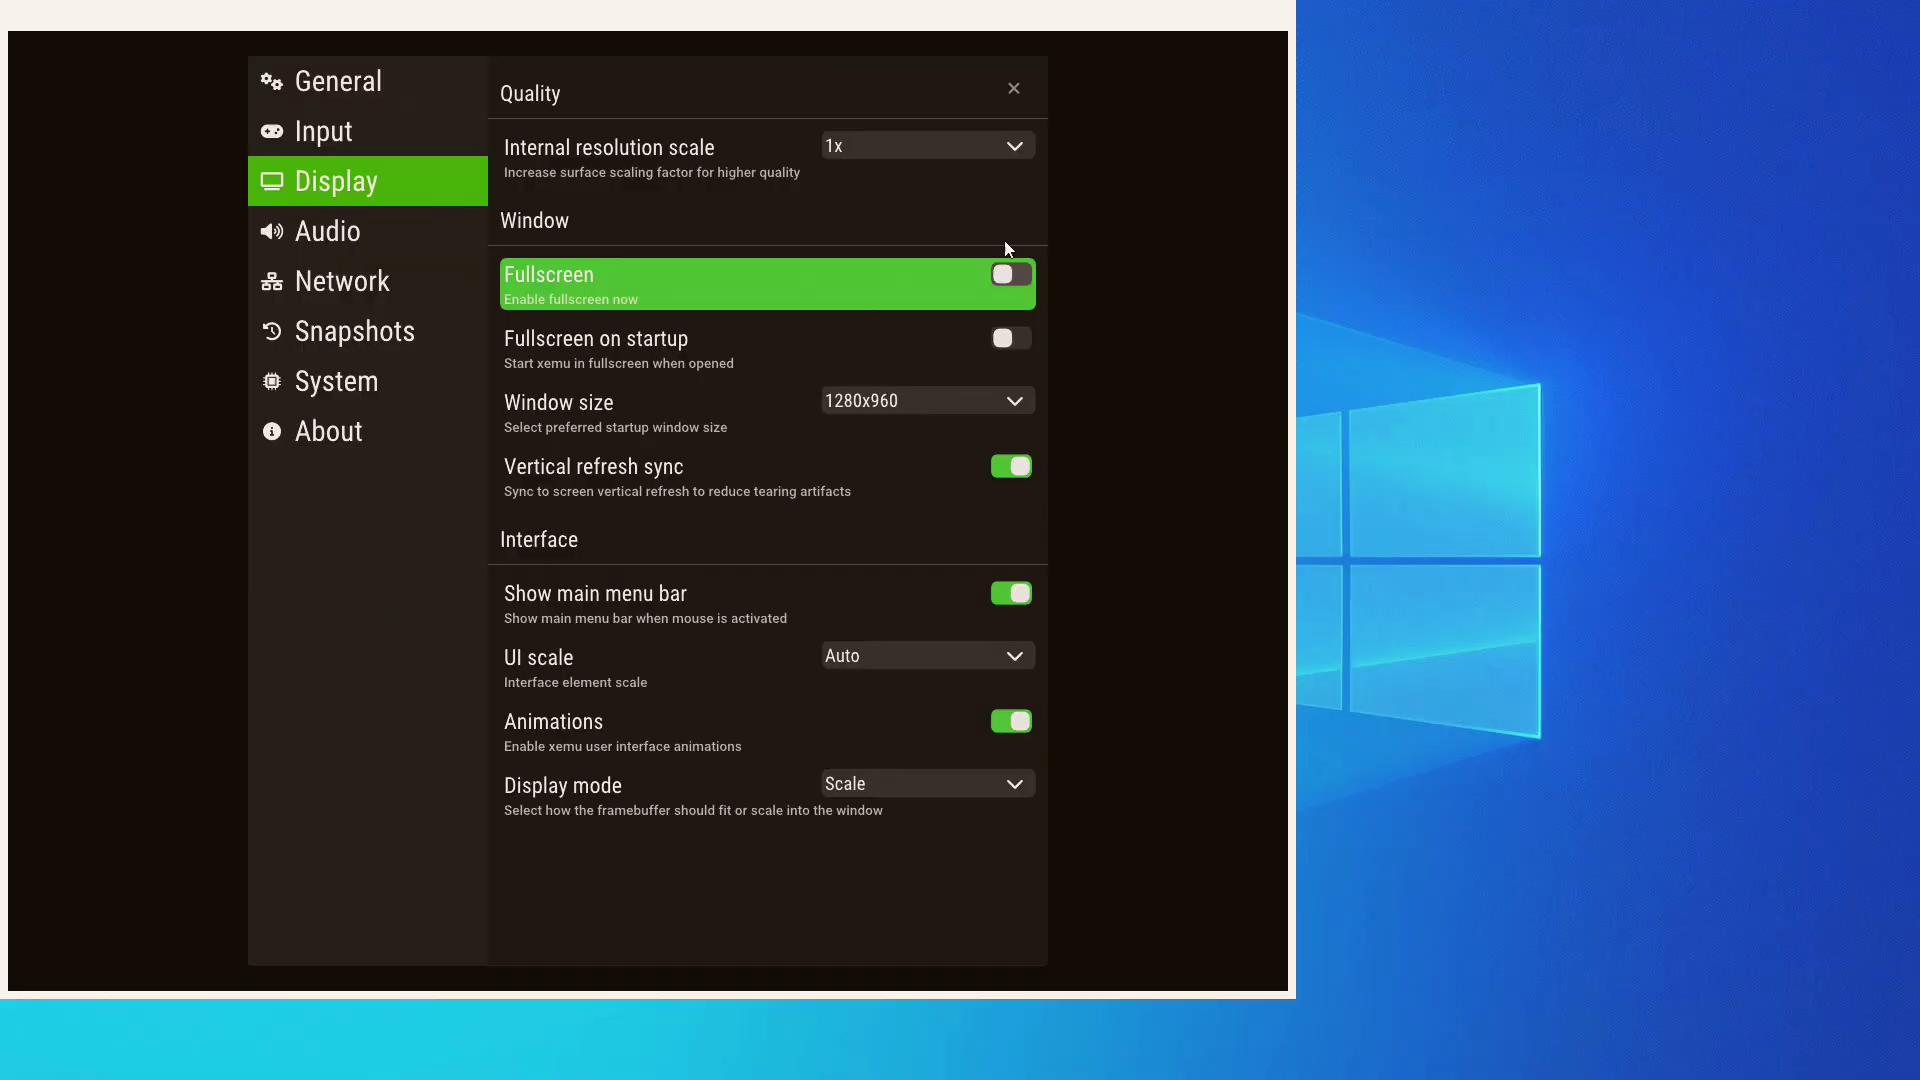 General
Input
Display
Audio
Network
Snapshots
System
About
Quality
Internal resolution scale
1x
Increase surface scaling factor for higher quality
Window
Fullscreen
Enable fullscreen now
Fullscreen on startup
Start xemu in fullscreen when opened
Window size
1280x960
Select preferred startup window size
Vertical refresh sync
Sync to screen vertical refresh to reduce tearing artifacts
Interface
Show main menu bar
Show main menu bar when mouse is activated
UI scale
Auto
Interface element scale
Animations
Enable xemu user interface animations
Display mode
Scale
Select how the framebuffer should fit or scale into the window